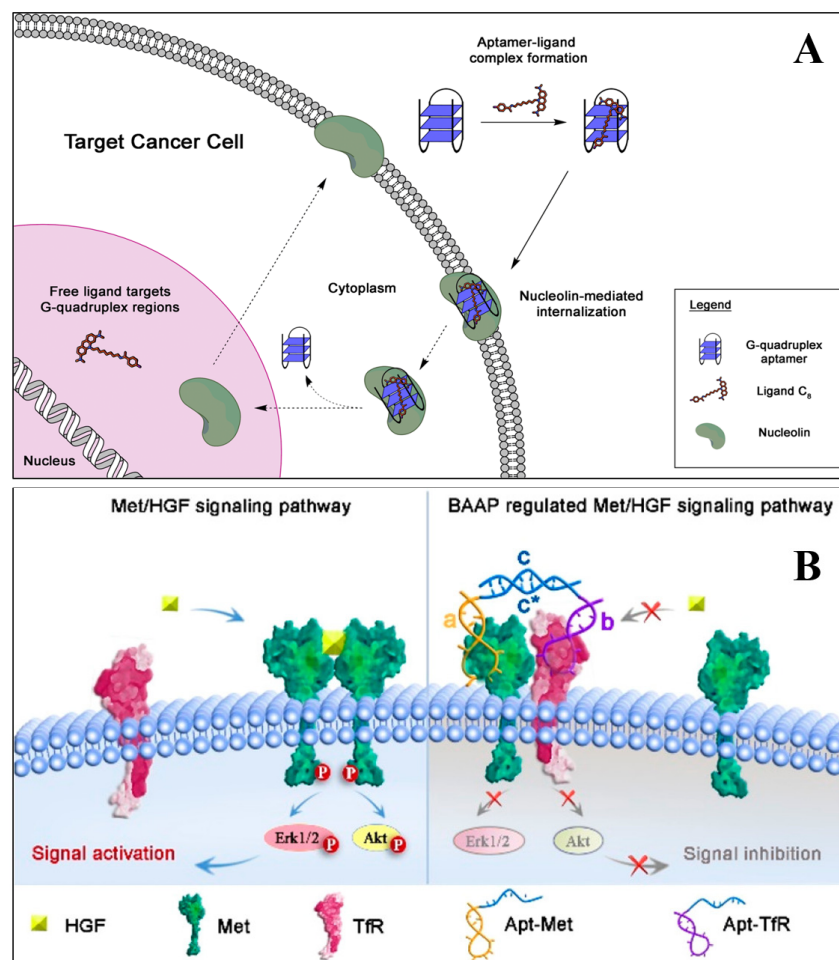 A
Aptamer-ligand
complex formation
Target Cancer Cell
Free ligand targets
G-quadruplex regions
Cytoplasm
Nucleolin-mediated
internalization
Nucleus
Legend
G-quadruplex
aptamer
Ligand C8
Nucleolin
Met/HGF signaling pathway
BAAP regulated Met/HGF signaling pathway
B
C
C*
a
b
P P
Erk1/2 P
Akt P
Signal activation
Erk1/2
Akt
Signal inhibition
HGF
Met
TfR
Apt-Met
Apt-TfR